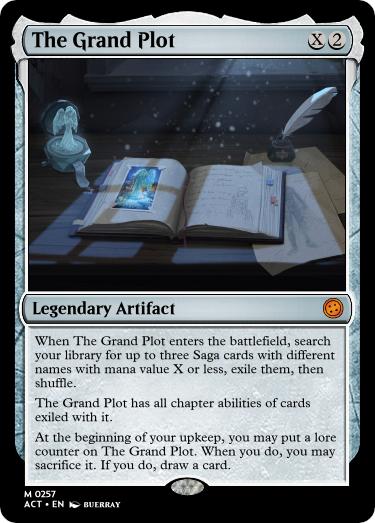 The Grand Plot X 2
Legendary Artifact
When The Grand Plot enters the battlefield, search
your library for up to three Saga cards with different
names with mana value X or less, exile them, then
shuffle.
The Grand Plot has all chapter abilities of cards
exiled with it.
At the beginning of your upkeep, you may put a lore
counter on The Grand Plot. When you do, you may
sacrifice it. If you do, draw a card.
M 0257
ACT • EN BUERRAY